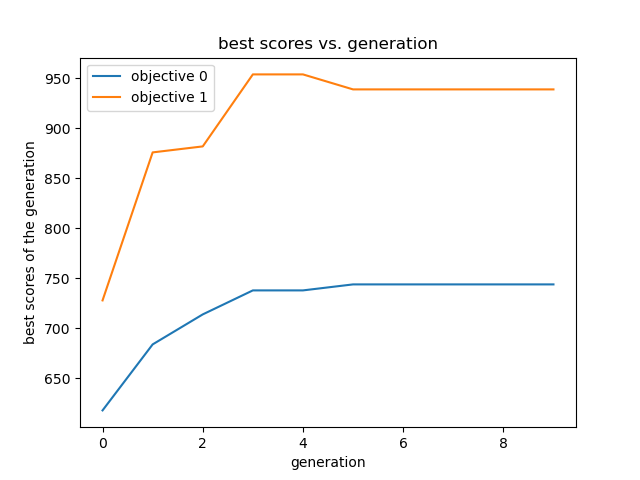 best scores vs. generation
objective 0
objective 1
best scores of the generation
950
900
850
800
750
700
650
0 2 4 6 8
generation